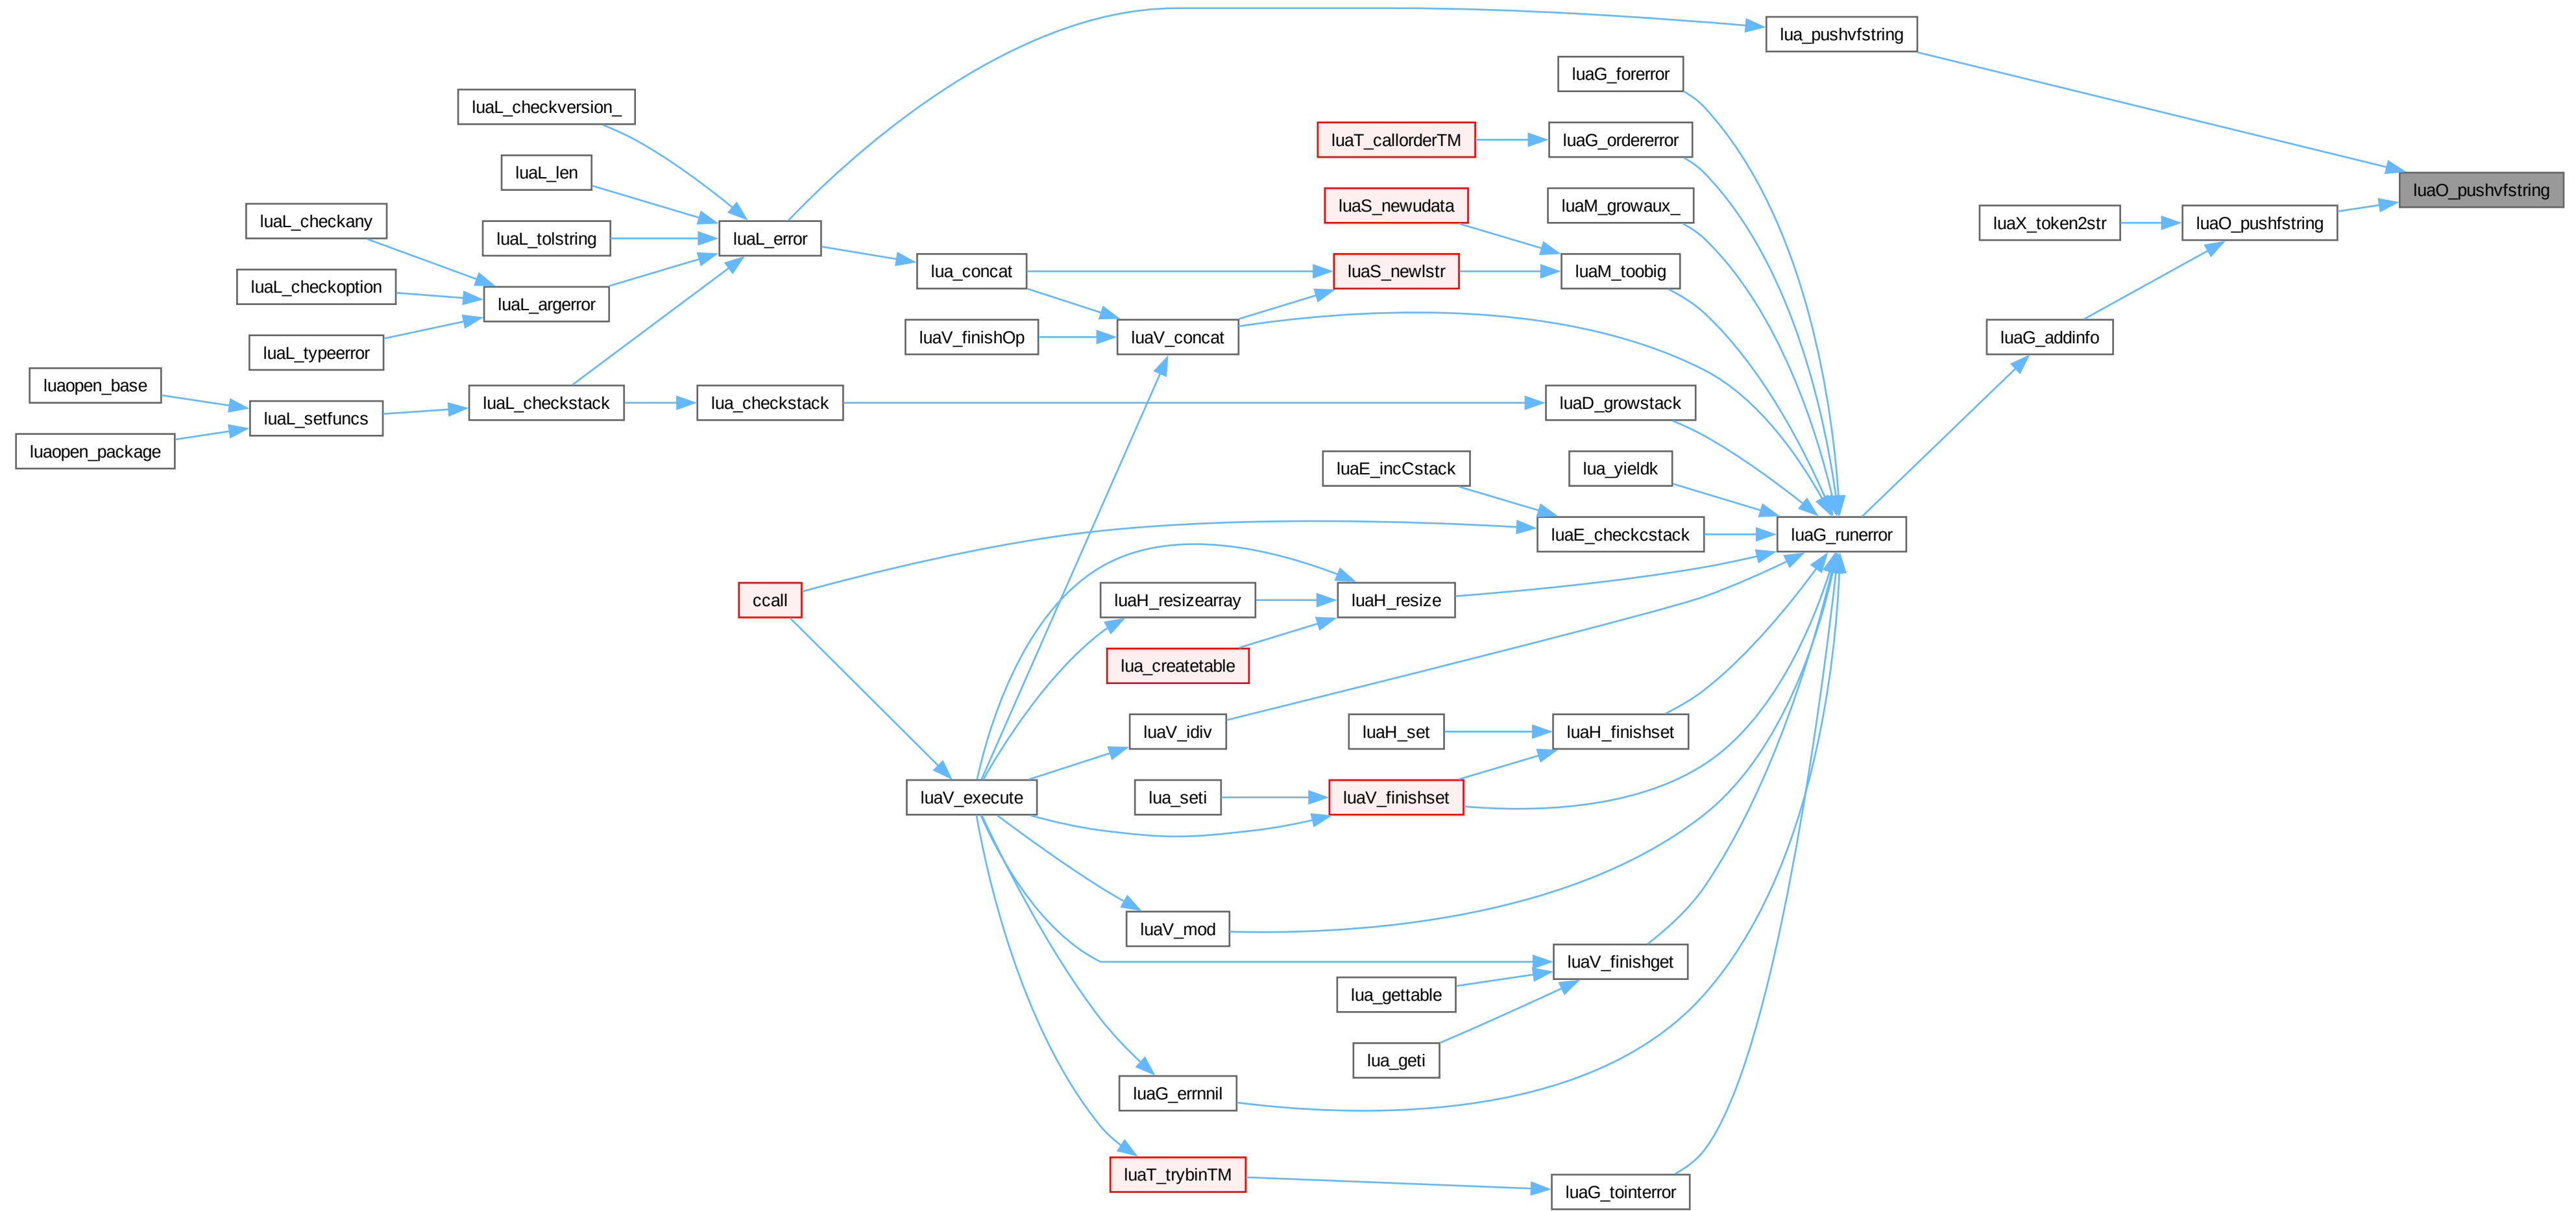 lua_pushvfstring
luaG_forerror
luaL_checkversion_
luaT_callorderTM
luaG_ordererror
luaL_len
luaO_pushvfstring
luaS_newudata
luaM_growaux_
luaL_checkany
luaX_token2str
luaO_pushfstring
luaL_tolstring
luaL_error
lua_concat
luaS_newlstr
luaM_toobig
luaL_checkoption
luaL_argerror
luaV_finishOp
luaV_concat
luaG_addinfo
luaL_typeerror
luaopen_base
luaL_setfuncs
luaL_checkstack
lua_checkstack
luaD_growstack
luaopen_package
luaE_incCstack
lua_yieldk
luaE_checkcstack
luaG_runerror
ccall
luaH_resizearray
luaH_resize
lua_createtable
luaV_idiv
luaH_set
luaH_finishset
luaV_execute
lua_seti
luaV_finishset
luaV_mod
luaV_finishget
lua_gettable
lua_geti
luaG_errnnil
luaT_trybinTM
luaG_tointerror